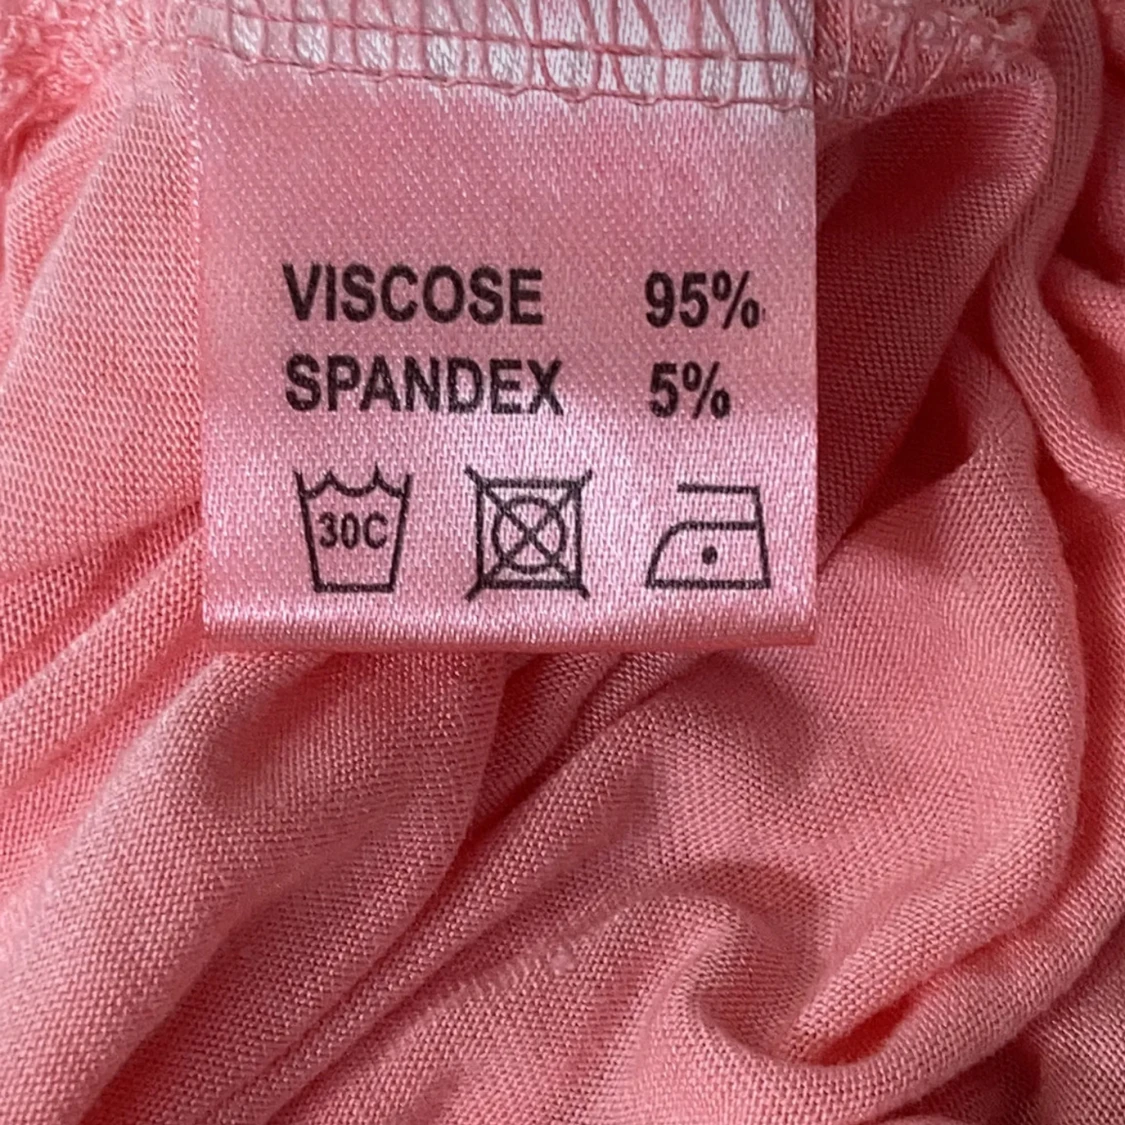 VISCOSE 95%
SPANDEX 5%
30C